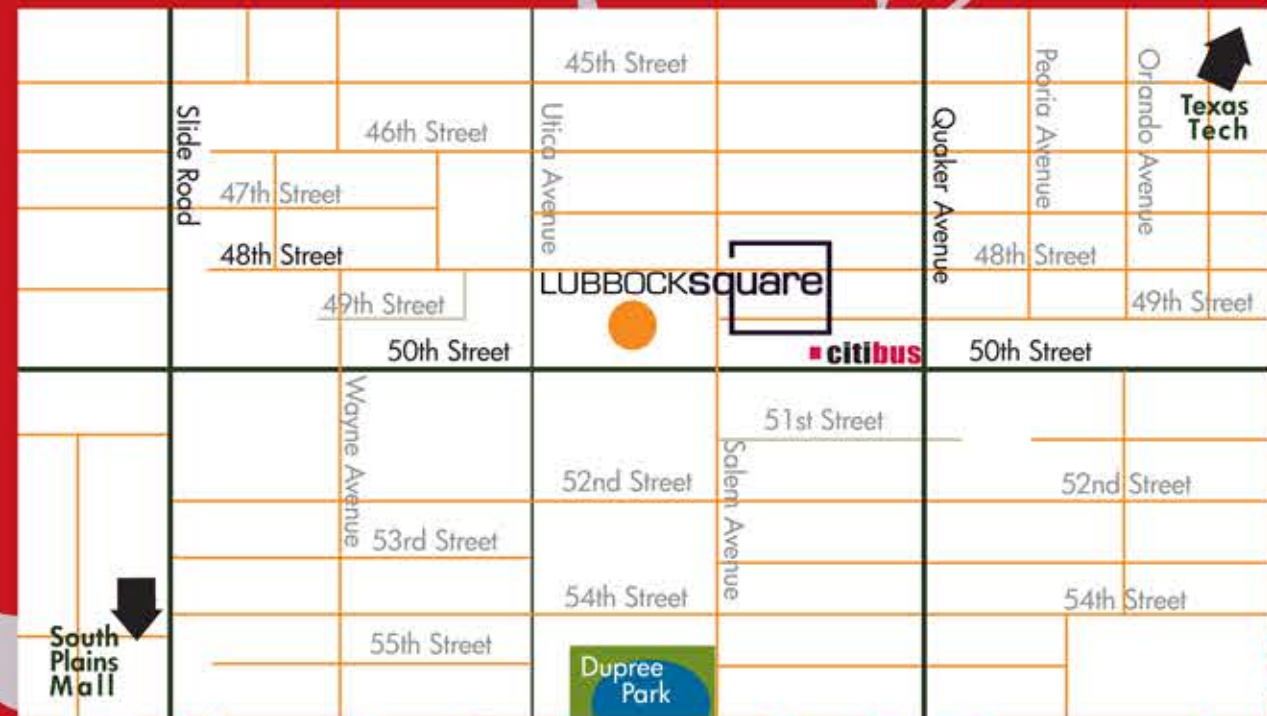 45th Street
Slide Road
46th Street
Utica Avenue
Quaker Avenue
Peoria Avenue
Orlando Avenue
Texas
Tech
47th Street
48th Street
48th Street
LUBBOCKsquare
49th Street
49th Street
50th Street
citibus
50th Street
Wayne Avenue
51st Street
Salem Avenue
52nd Street
52nd Street
53rd Street
54th Street
54th Street
55th Street
South
Plains
Mall
Dupree
Park